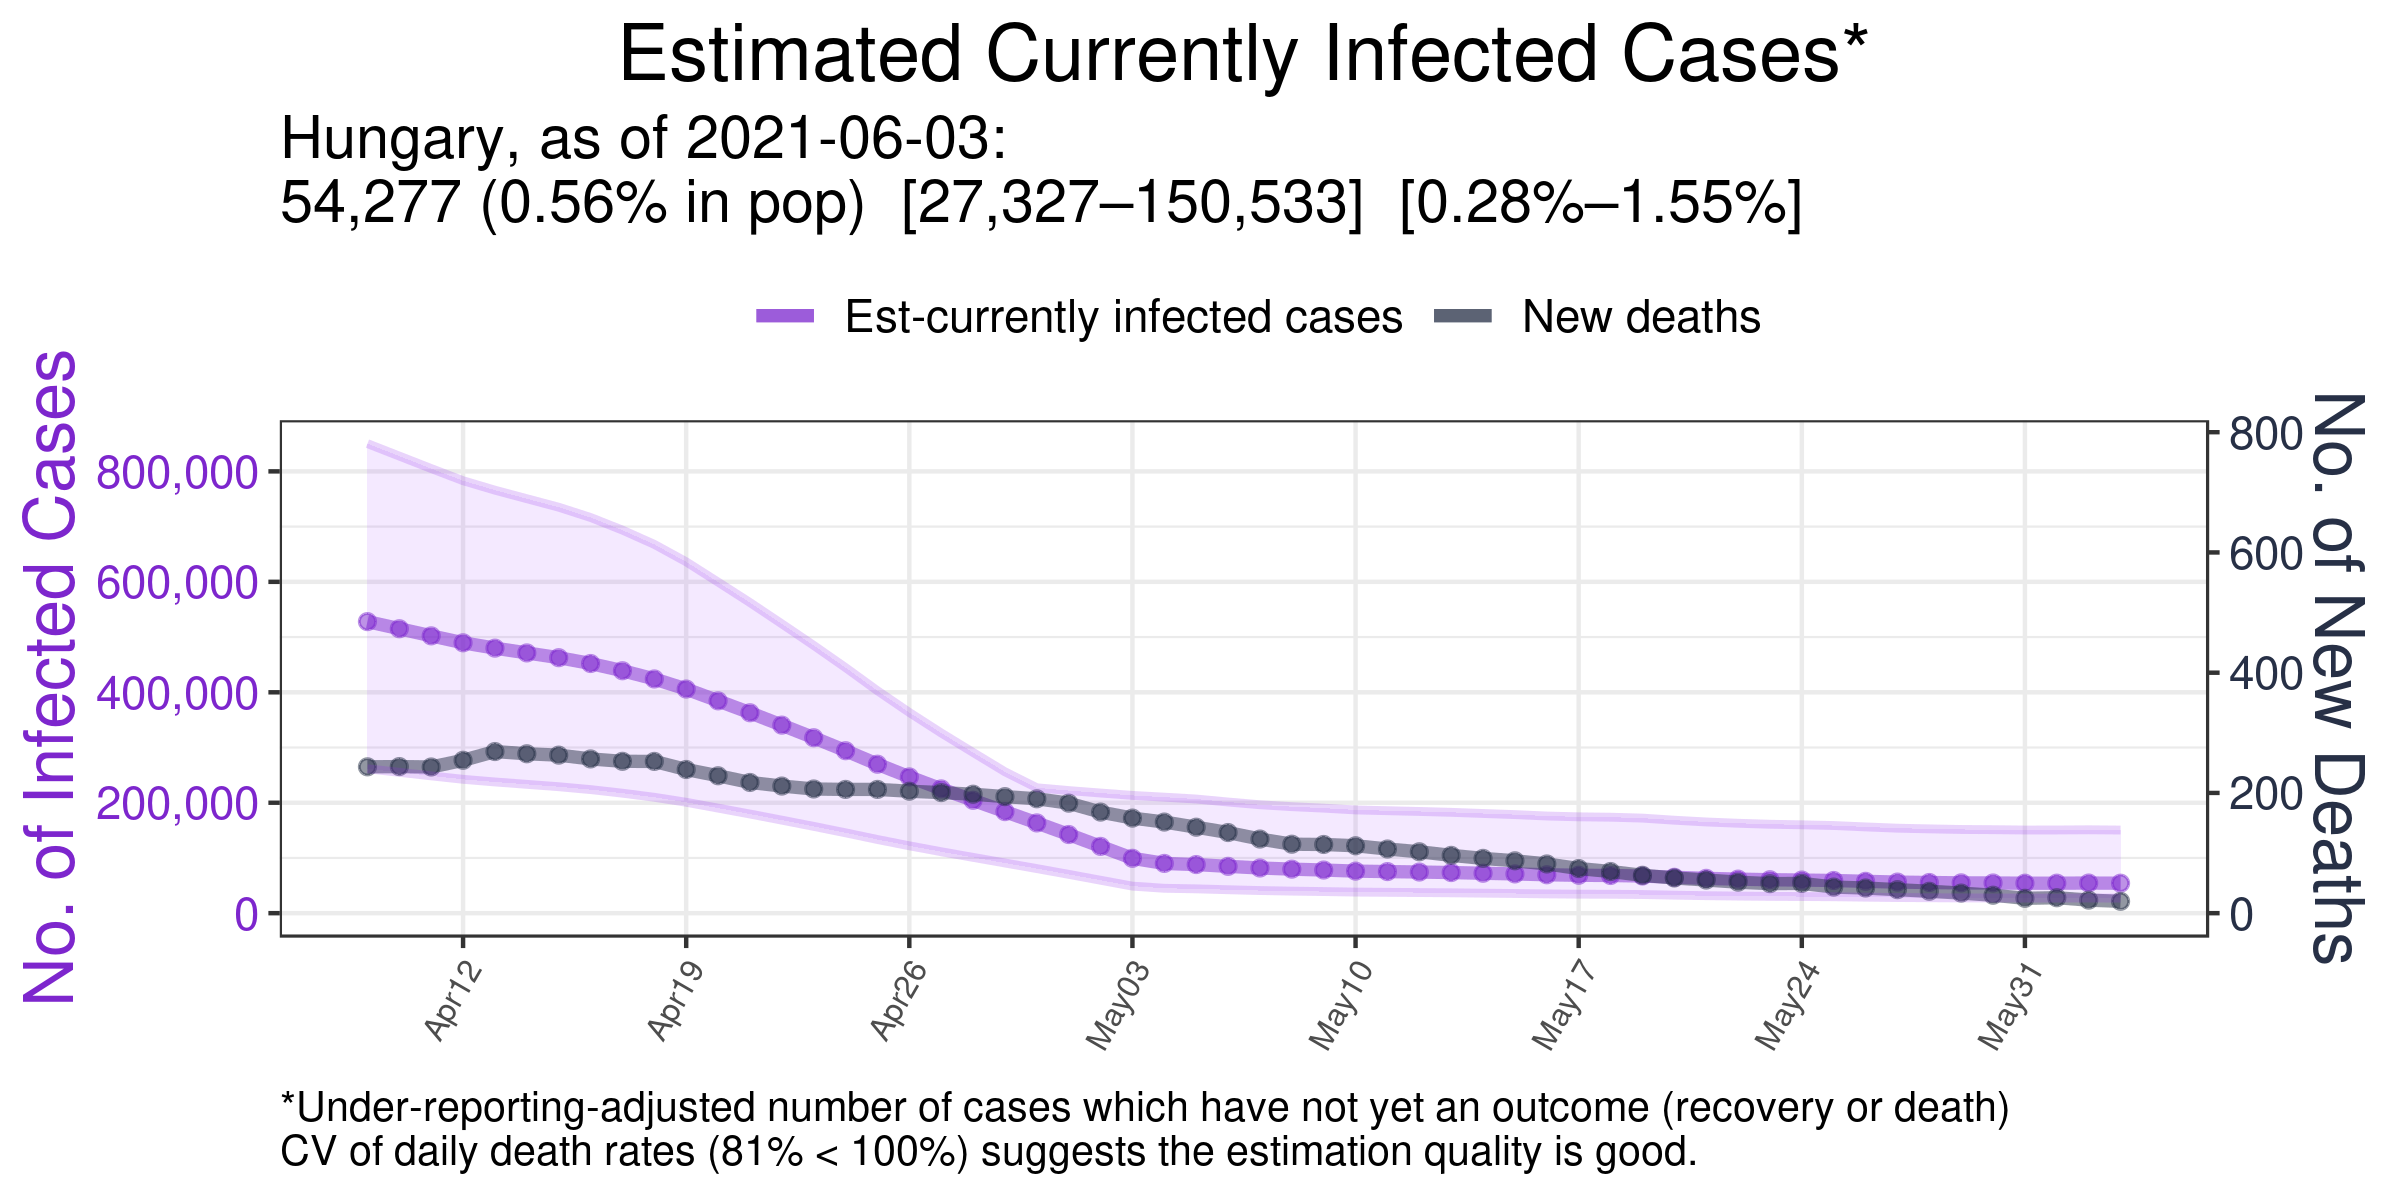 Estimated Currently Infected Cases*
Hungary, as of 2021-06-03:
54,277 (0.56% in pop)  [27,327–150,533]  [0.28%–1.55%]
Est-currently infected cases
New deaths
No. of Infected Cases
800,000
600,000
400,000
200,000
0
No. of New Deaths
800
600
400
200
0
Apr12
Apr19
Apr26
May03
May10
May17
May24
May31
*Under-reporting-adjusted number of cases which have not yet an outcome (recovery or death)
CV of daily death rates (81% < 100%) suggests the estimation quality is good.